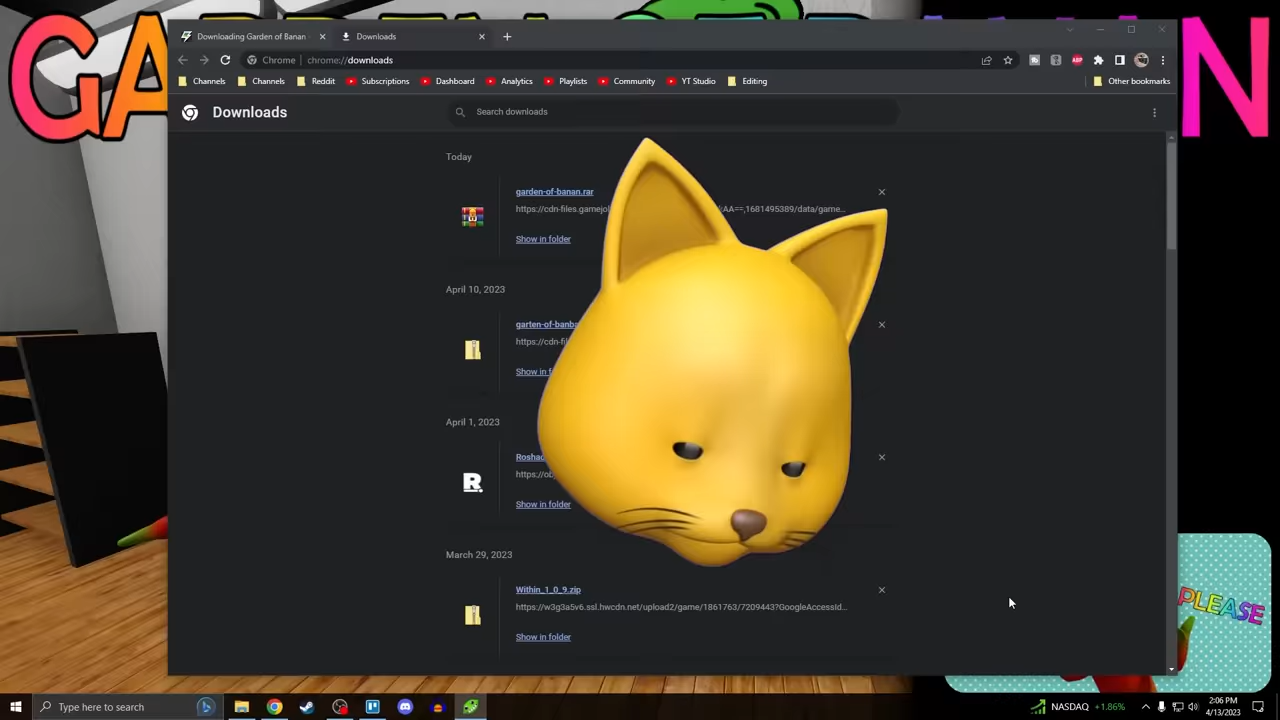 GA
N
Downloading Garden of Banan
Downloads
Chrome
chrome://downloads
Channels
Channels
Reddit
Subscriptions
Dashboard
Analytics
Playlists
Community
YT Studio
Editing
Other bookmarks
ABP
Downloads
Search downloads
Today
garden-of-banan.rar
https://cdn-files.gamejol
AA==,1681495389/data/game…
Show in folder
April 10, 2023
garten-of-banba
https://cdn-fil
Show in f
April 1, 2023
R.
Roshad
https://ob
Show in folder
March 29, 2023
Within_1_0_9.zip
https://w3g3a5v6.ssl.hwcdn.net/upload2/game/1861763/7209443?GoogleAccessId…
Show in folder
PLEASE
Type here to search
NASDAQ +1.86%
2:06 PM
4/13/2023